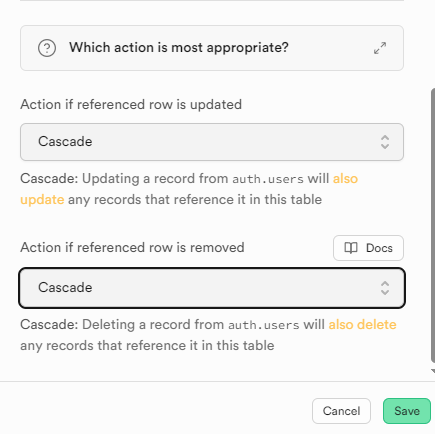 Which action is most appropriate?
Action if referenced row is updated
Cascade
Cascade: Updating a record from auth.users will also
update any records that reference it in this table
Action if referenced row is removed
Docs
Cascade
Cascade: Deleting a record from auth.users will also delete
any records that reference it in this table
Cancel
Save